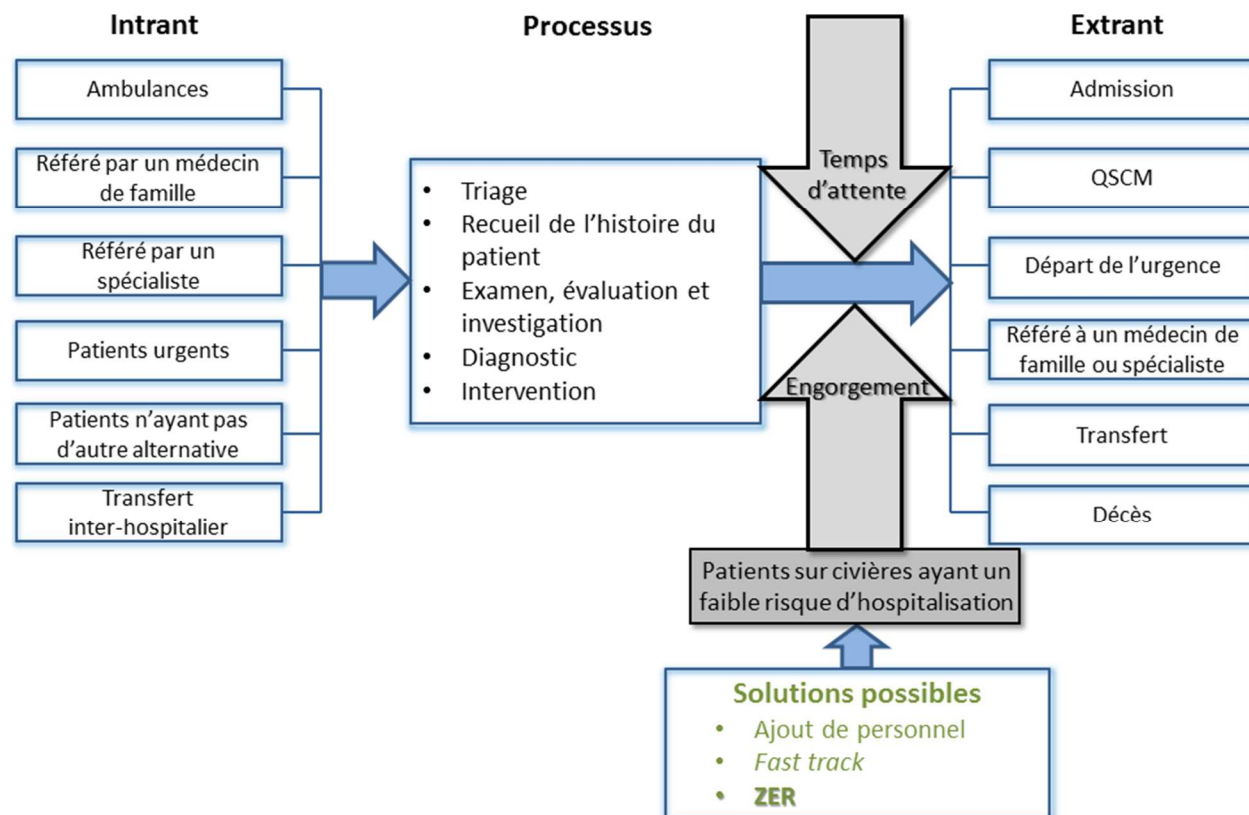 Intrant
Ambulances
Référé par un médecin
de famille
Référé par un
spécialiste
Patients urgents
Patients n'ayant pas
d'autre alternative
Transfert
inter-hospitalier
Processus
• Triage
• Recueil de l'histoire du
patient
• Examen, évaluation et
investigation
• Diagnostic
• Intervention
Temps
d'attente
Engorgement
Patients sur civières ayant un
faible risque d'hospitalisation
Solutions possibles
• Ajout de personnel
• Fast track
• ZER
Extrant
Admission
QSCM
Départ de l'urgence
Référé à un médecin de
famille ou spécialiste
Transfert
Décès